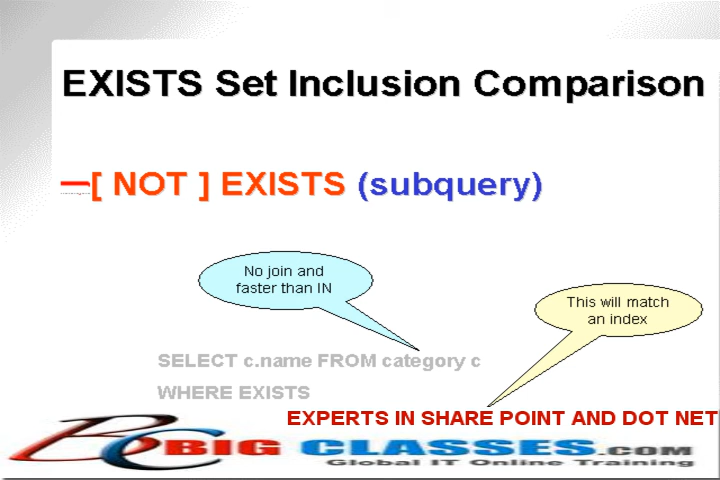 EXISTS Set Inclusion Comparison
—[ NOT ] EXISTS (subquery)
No join and
faster than IN
This will match
an index
SELECT c.name FROM category c
WHERE EXISTS
EXPERTS IN SHARE POINT AND DOT NET
BC BIG CLASSES.COM
Global IT Online Training